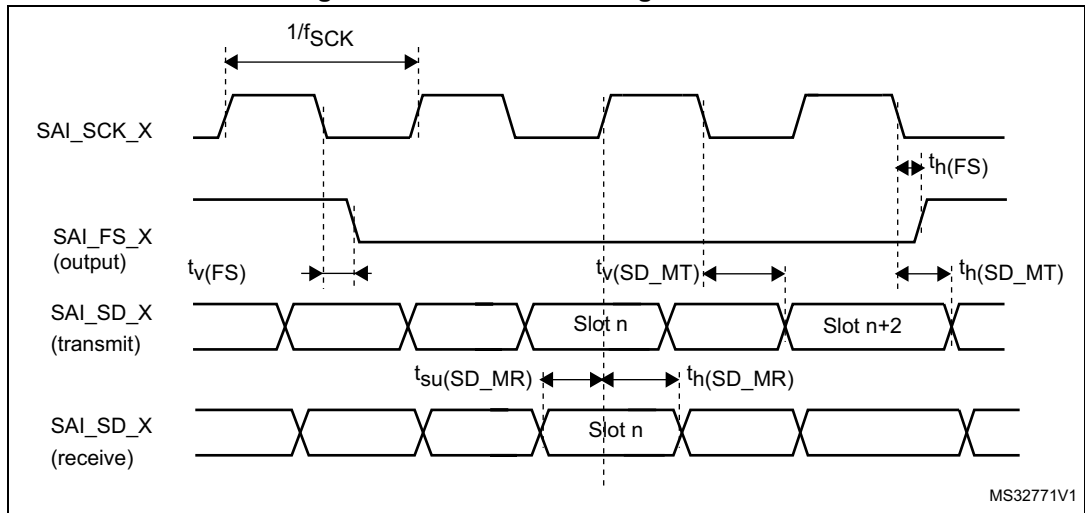 1/fSCK
SAI_SCK_X
th(FS)
SAI_FS_X
(output)
tv(FS)
tv(SD_MT)
th(SD_MT)
SAI_SD_X
(transmit)
Slot n
Slot n+2
tsu(SD_MR)
th(SD_MR)
SAI_SD_X
(receive)
Slot n
MS32771V1